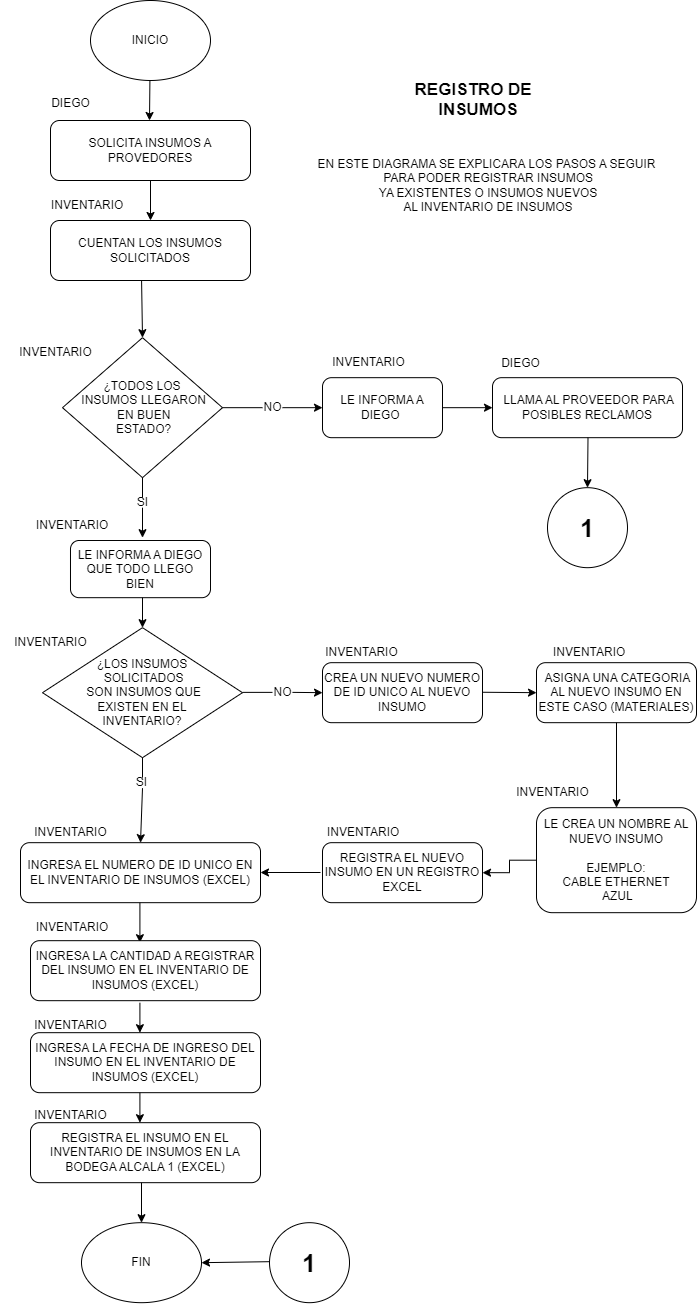 INICIO
REGISTRO DE
INSUMOS
DIEGO
SOLICITA INSUMOS A
PROVEDORES
EN ESTE DIAGRAMA SE EXPLICARA LOS PASOS A SEGUIR
PARA PODER REGISTRAR INSUMOS
YA EXISTENTES O INSUMOS NUEVOS
AL INVENTARIO DE INSUMOS
INVENTARIO
CUENTAN LOS INSUMOS
SOLICITADOS
INVENTARIO
¿TODOS LOS
INSUMOS LLEGARON
EN BUEN
ESTADO?
NO
INVENTARIO
LE INFORMA A
DIEGO
DIEGO
LLAMA AL PROVEEDOR PARA
POSIBLES RECLAMOS
1
SI
INVENTARIO
LE INFORMA A DIEGO
QUE TODO LLEGO
BIEN
INVENTARIO
¿LOS INSUMOS
SOLICITADOS
SON INSUMOS QUE
EXISTEN EN EL
INVENTARIO?
NO
INVENTARIO
CREA UN NUEVO NUMERO
DE ID UNICO AL NUEVO
INSUMO
INVENTARIO
ASIGNA UNA CATEGORIA
AL NUEVO INSUMO EN
ESTE CASO (MATERIALES)
SI
INVENTARIO
LE CREA UN NOMBRE AL
NUEVO INSUMO
EJEMPLO:
CABLE ETHERNET
AZUL
INVENTARIO
REGISTRA EL NUEVO
INSUMO EN UN REGISTRO
EXCEL
INVENTARIO
INGRESA EL NUMERO DE ID UNICO EN
EL INVENTARIO DE INSUMOS (EXCEL)
INVENTARIO
INGRESA LA CANTIDAD A REGISTRAR
DEL INSUMO EN EL INVENTARIO DE
INSUMOS (EXCEL)
INVENTARIO
INGRESA LA FECHA DE INGRESO DEL
INSUMO EN EL INVENTARIO DE
INSUMOS (EXCEL)
INVENTARIO
REGISTRA EL INSUMO EN EL
INVENTARIO DE INSUMOS EN LA
BODEGA ALCALA 1 (EXCEL)
FIN
1